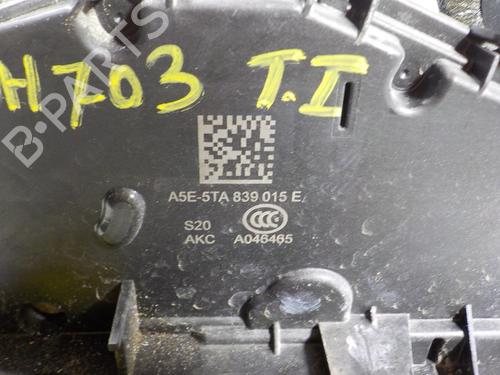 H703 T.I
B-PARTS
A5E-5TA 839 015 E
S20
AKC A046465